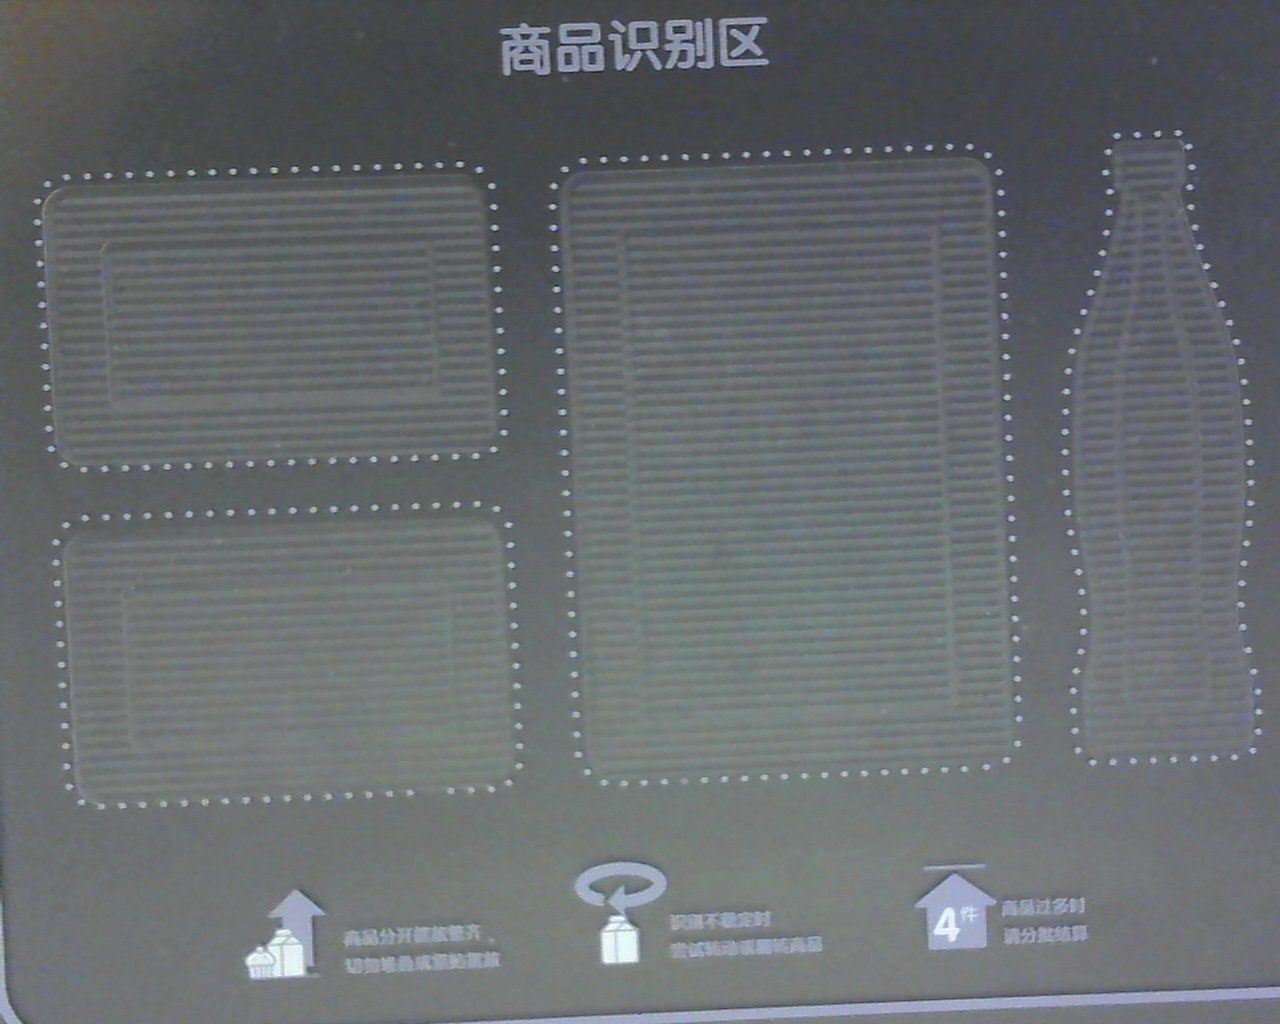 商品识别区
商品分开摆放整齐、
切勿堆叠或竖站摆放
识别不稳定时
尝试转动或翻转商品
4件
商品过多时
请分批结算